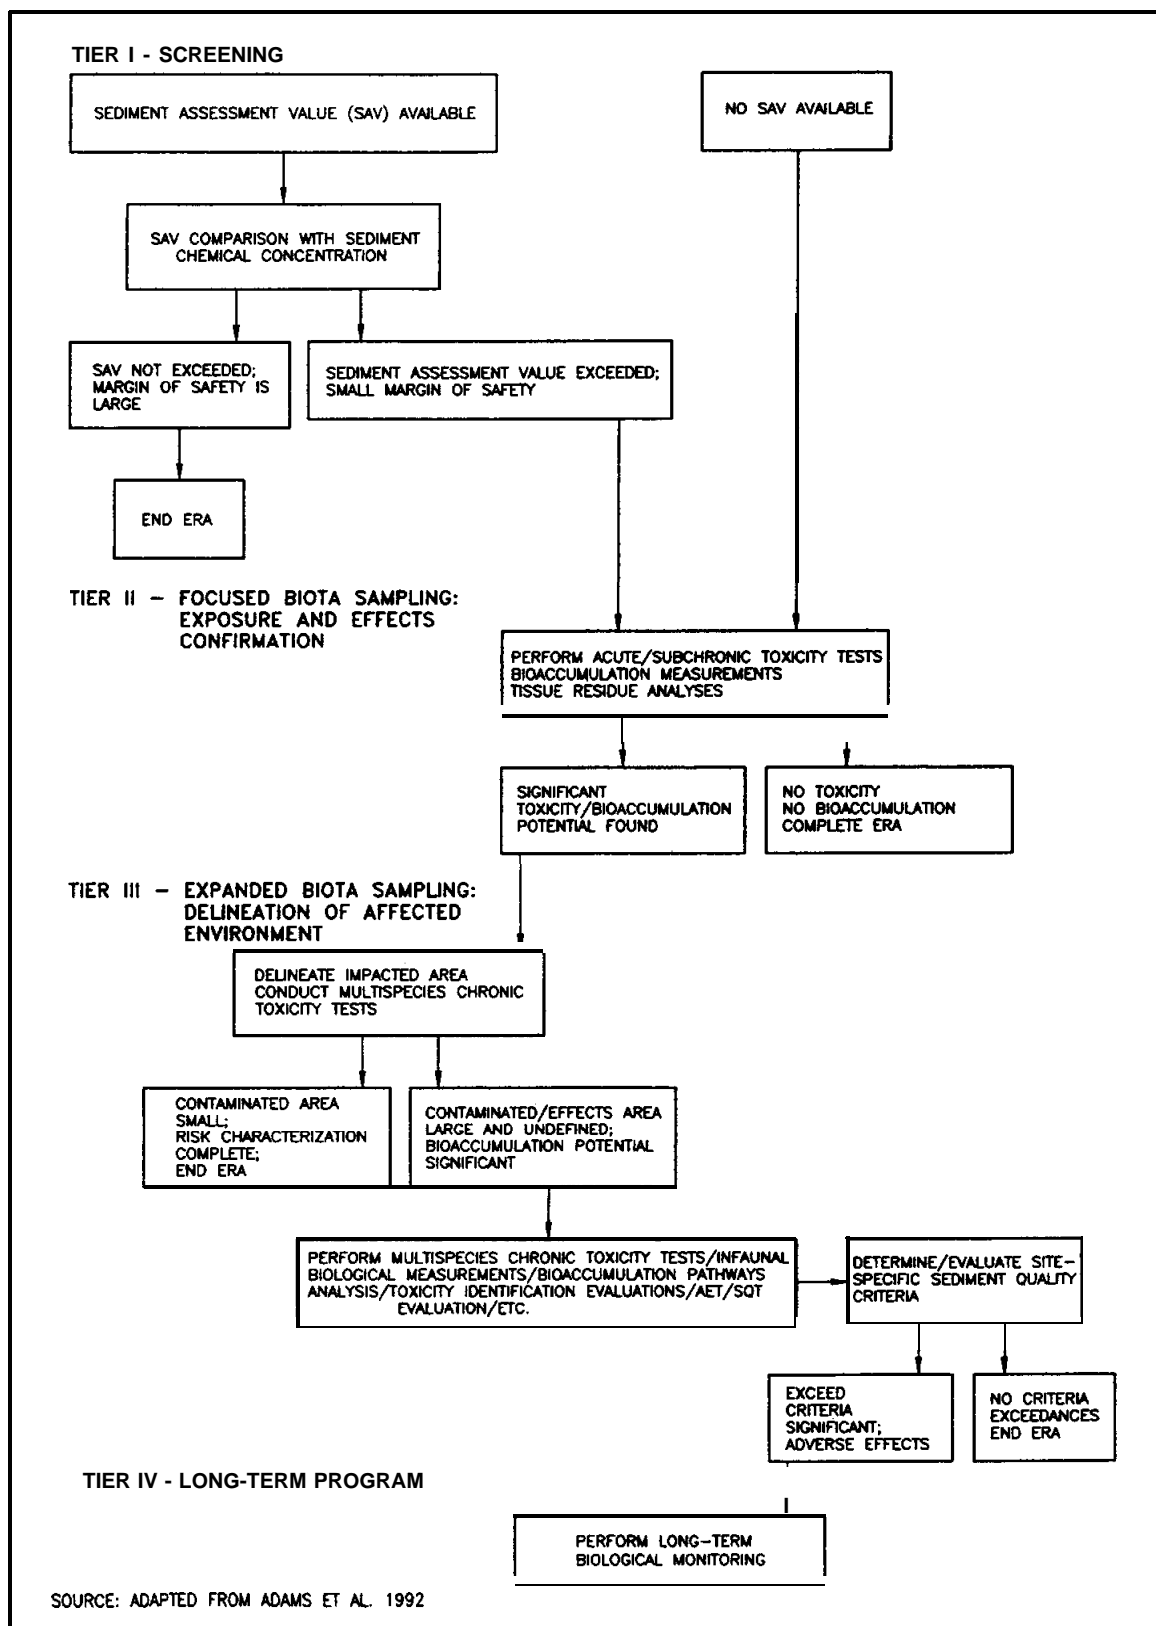 TIER I - SCREENING
SEDIMENT ASSESSMENT VALUE (SAV) AVAILABLE
NO SAV AVAILABLE
SAV COMPARISON WITH SEDIMENT
CHEMICAL CONCENTRATION
SAV NOT EXCEEDED;
MARGIN OF SAFETY IS
LARGE
SEDIMENT ASSESSMENT VALUE EXCEEDED;
SMALL MARGIN OF SAFETY
END ERA
TIER II – FOCUSED BIOTA SAMPLING:
EXPOSURE AND EFFECTS
CONFIRMATION
PERFORM ACUTE/SUBCHRONIC TOXICITY TESTS
BIOACCUMULATION MEASUREMENTS
TISSUE RESIDUE ANALYSES
SIGNIFICANT
TOXICITY/BIOACCUMULATION
POTENTIAL FOUND
NO TOXICITY
NO BIOACCUMULATION
COMPLETE ERA
TIER III – EXPANDED BIOTA SAMPLING:
DELINEATION OF AFFECTED
ENVIRONMENT
DELINEATE IMPACTED AREA
CONDUCT MULTISPECIES CHRONIC
TOXICITY TESTS
CONTAMINATED AREA
SMALL;
RISK CHARACTERIZATION
COMPLETE;
END ERA
CONTAMINATED/EFFECTS AREA
LARGE AND UNDEFINED;
BIOACCUMULATION POTENTIAL
SIGNIFICANT
PERFORM MULTISPECIES CHRONIC TOXICITY TESTS/INFAUNAL
BIOLOGICAL MEASUREMENTS/BIOACCUMULATION PATHWAYS
ANALYSIS/TOXICITY IDENTIFICATION EVALUATIONS/AET/SQT
EVALUATION/ETC.
DETERMINE/EVALUATE SITE–
SPECIFIC SEDIMENT QUALITY
CRITERIA
EXCEED
CRITERIA
SIGNIFICANT;
ADVERSE EFFECTS
NO CRITERIA
EXCEEDANCES
END ERA
TIER IV - LONG-TERM PROGRAM
PERFORM LONG–TERM
BIOLOGICAL MONITORING
SOURCE: ADAPTED FROM ADAMS ET AL. 1992